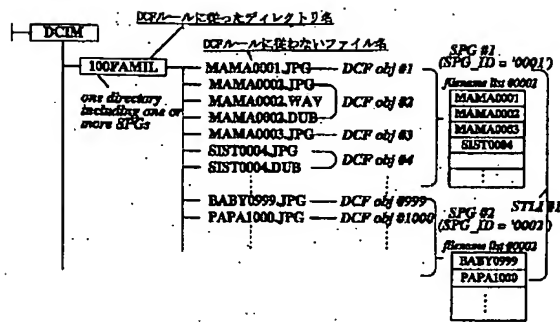 DCFルールに従ったディレクトリ名
DCIM
DCFルールに従わないファイル名
100FAMIL
one directory
including one or
more SPGs
MAMA0001.JPG
DCF obj #1
MAMA0002.JPG
MAMA0002.WAV
DCF obj #2
MAMA0002.DUB
MAMA0003.JPG
DCF obj #3
SIST0004.JPG
DCF obj #4
SIST0004.DUB
BABY0999.JPG
DCF obj #999
PAPA1000.JPG
DCF obj #1000
SPG #1
(SPG_ID = '0001')
filename list #0002
MAMA0001
MAMA0002
MAMA0003
SIST0004
STLI #1
SPG #2
(SPG_ID = '0002')
filename list #0002
BABY0999
PAPA1000